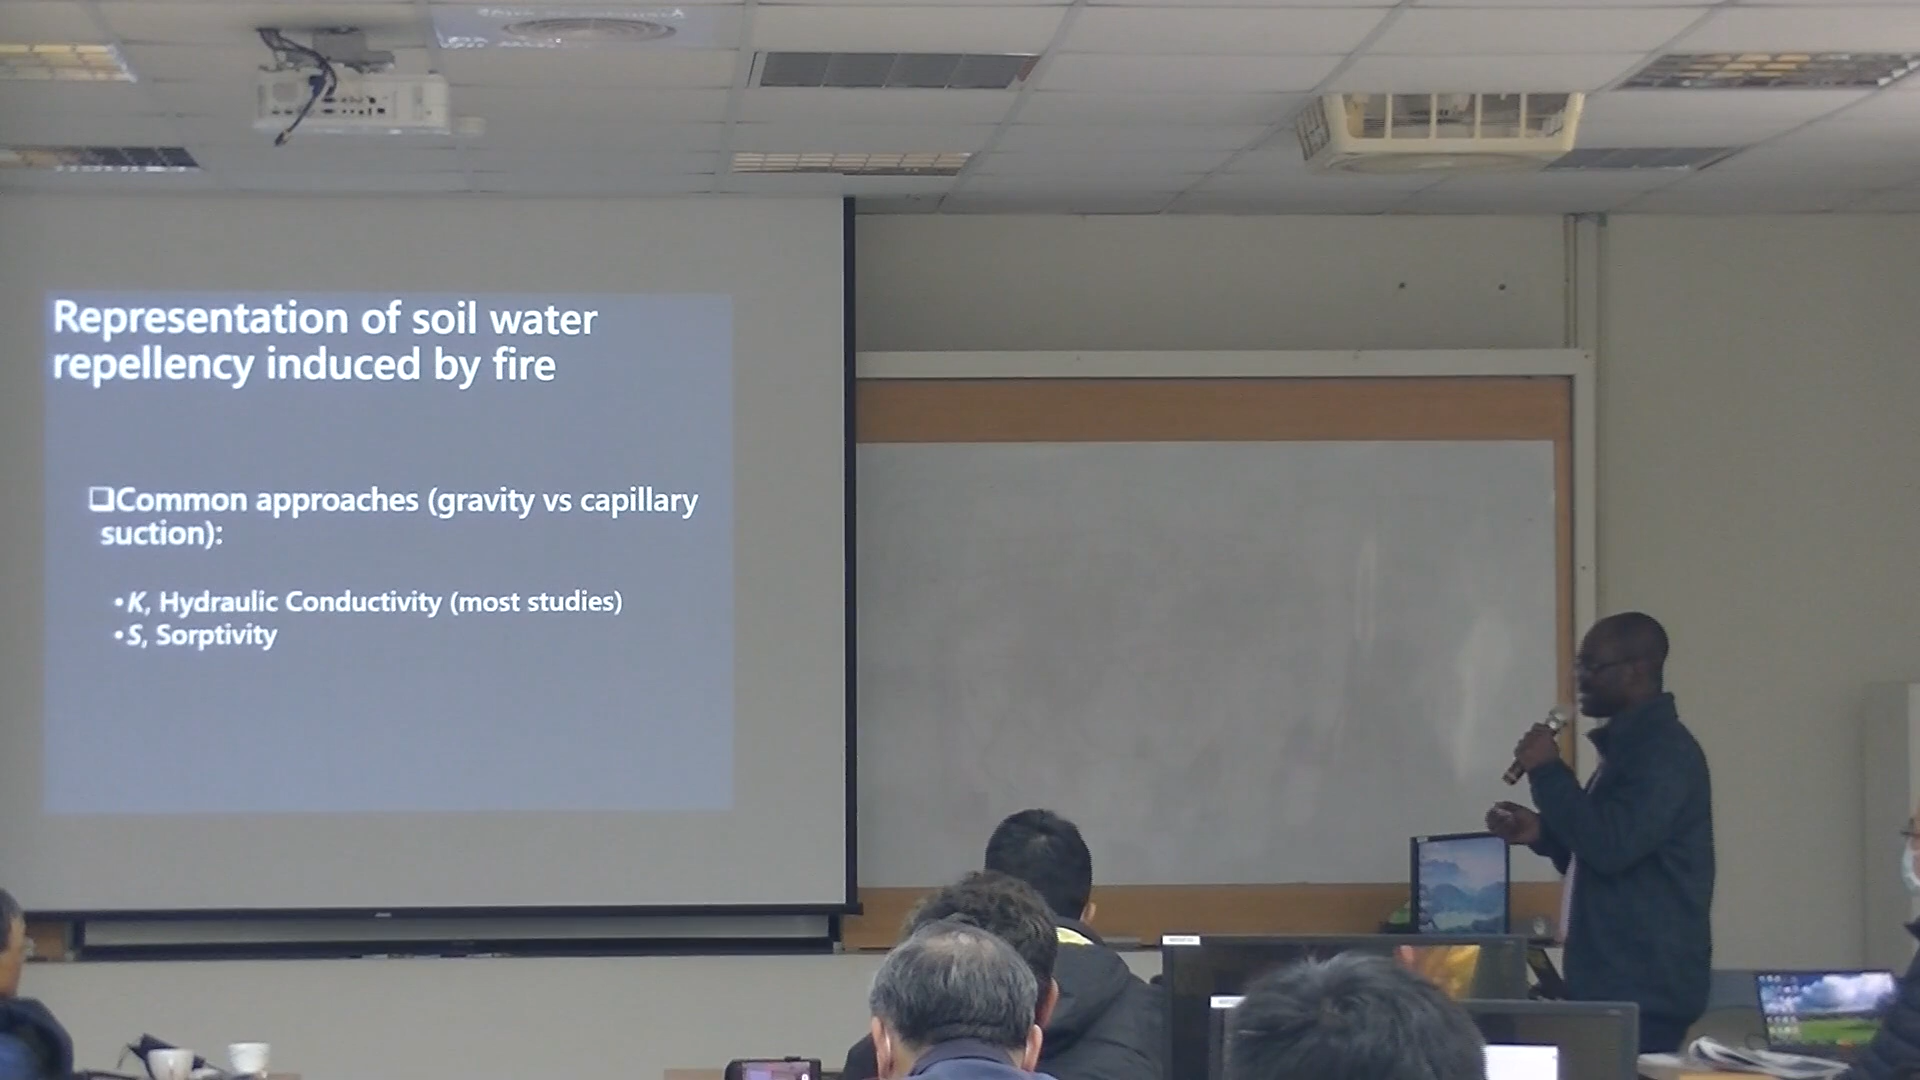 Representation of soil water
repellency induced by fire
❑Common approaches (gravity vs capillary
suction):
•K, Hydraulic Conductivity (most studies)
•S, Sorptivity